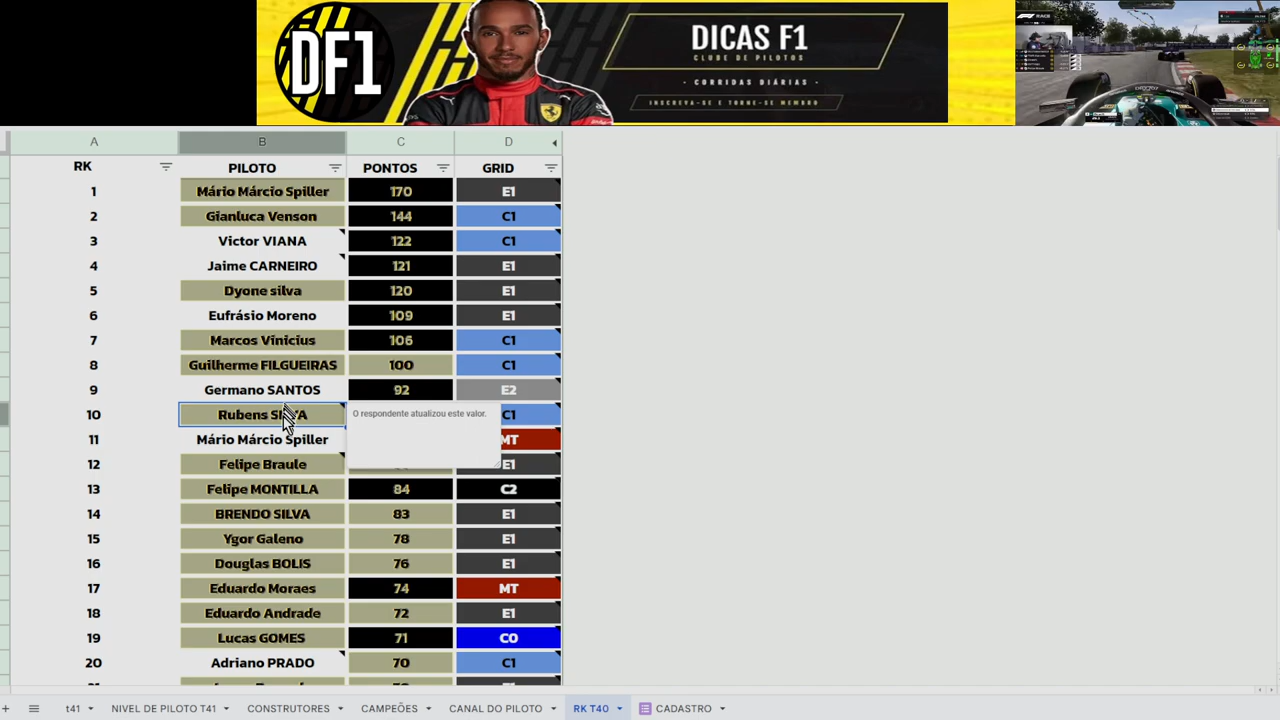 DF1
DICAS F1
CLUBE DE PILOTOS
- CORRIDAS DIÁRIAS -
INSCREVA-SE E TORNE-SE MEMBRO
RACE
A B C D
RK PILOTO PONTOS GRID
1 Mário Márcio Spiller 170 E1
2 Gianluca Venson 144 C1
3 Victor VIANA 122 C1
4 Jaime CARNEIRO 121 E1
5 Dyone silva 120 E1
6 Eufrásio Moreno 109 E1
7 Marcos Vinicius 106 C1
8 Guilherme FILGUEIRAS 100 C1
9 Germano SANTOS 92 E2
10 Rubens SILVA O respondente atualizou este valor. C1
11 Mário Márcio Spiller MT
12 Felipe Braule E1
13 Felipe MONTILLA 84 C2
14 BRENDO SILVA 83 E1
15 Ygor Galeno 78 E1
16 Douglas BOLIS 76 E1
17 Eduardo Moraes 74 MT
18 Eduardo Andrade 72 E1
19 Lucas GOMES 71 C0
20 Adriano PRADO 70 C1
t41 NIVEL DE PILOTO T41 CONSTRUTORES CAMPEÕES CANAL DO PILOTO RK T40 CADASTRO